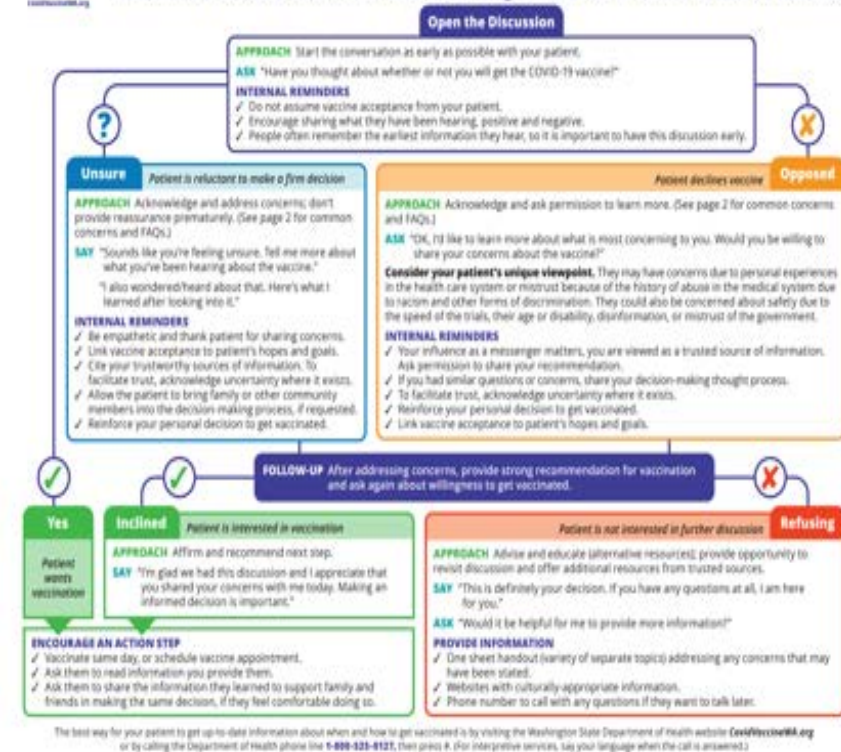 CovidVaccineWA.org
Open the Discussion
APPROACH Start the conversation as early as possible with your patient.
ASK "Have you thought about whether or not you will get the COVID-19 vaccine?"
INTERNAL REMINDERS
✓ Do not assume vaccine acceptance from your patient.
✓ Encourage sharing what they have been hearing, positive and negative.
✓ People often remember the earliest information they hear, so it is important to have this discussion early.
?
Unsure
Patient is reluctant to make a firm decision
APPROACH Acknowledge and address concerns; don't
provide reassurance prematurely. (See page 2 for common
concerns and FAQs.)
SAY "Sounds like you're feeling unsure. Tell me more about
what you've been hearing about the vaccine."
"I also wondered/heard about that. Here's what I
learned after looking into it."
INTERNAL REMINDERS
✓ Be empathetic and thank patient for sharing concerns.
✓ Link vaccine acceptance to patient's hopes and goals.
✓ Cite your trustworthy sources of information. To
facilitate trust, acknowledge uncertainty where it exists.
✓ Allow the patient to bring family or other community
members into the decision-making process, if requested.
✓ Reinforce your personal decision to get vaccinated.
Patient declines vaccine
Opposed
APPROACH Acknowledge and ask permission to learn more. (See page 2 for common concerns
and FAQs.)
ASK "OK, I'd like to learn more about what is most concerning to you. Would you be willing to
share your concerns about the vaccine?"
Consider your patient's unique viewpoint. They may have concerns due to personal experiences
in the health care system or mistrust because of the history of abuse in the medical system due
to racism and other forms of discrimination. They could also be concerned about safety due to
the speed of the trials, their age or disability, disinformation, or mistrust of the government.
INTERNAL REMINDERS
✓ Your influence as a messenger matters, you are viewed as a trusted source of information.
Ask permission to share your recommendation.
✓ If you had similar questions or concerns, share your decision-making thought process.
✓ To facilitate trust, acknowledge uncertainty where it exists.
✓ Reinforce your personal decision to get vaccinated.
✓ Link vaccine acceptance to patient's hopes and goals.
FOLLOW-UP After addressing concerns, provide strong recommendation for vaccination
and ask again about willingness to get vaccinated.
Yes
Patient
wants
vaccination
Inclined
Patient is interested in vaccination
APPROACH Affirm and recommend next step.
SAY "I'm glad we had this discussion and I appreciate that
you shared your concerns with me today. Making an
informed decision is important."
ENCOURAGE AN ACTION STEP
✓ Vaccinate same day, or schedule vaccine appointment.
✓ Ask them to read information you provide them.
✓ Ask them to share the information they learned to support family and
friends in making the same decision, if they feel comfortable doing so.
Patient is not interested in further discussion
Refusing
APPROACH Advise and educate (alternative resources); provide opportunity to
revisit discussion and offer additional resources from trusted sources.
SAY "This is definitely your decision. If you have any questions at all, I am here
for you."
ASK "Would it be helpful for me to provide more information?"
PROVIDE INFORMATION
✓ One sheet handout (variety of separate topics) addressing any concerns that may
have been stated.
✓ Websites with culturally-appropriate information.
✓ Phone number to call with any questions if they want to talk later.
The best way for your patient to get up-to-date information about when and how to get vaccinated is by visiting the Washington State Department of Health website CovidVaccineWA.org
or by calling the Department of Health phone line 1-800-525-0127, then press #. (For interpretive services, say your language when the call is answered.)